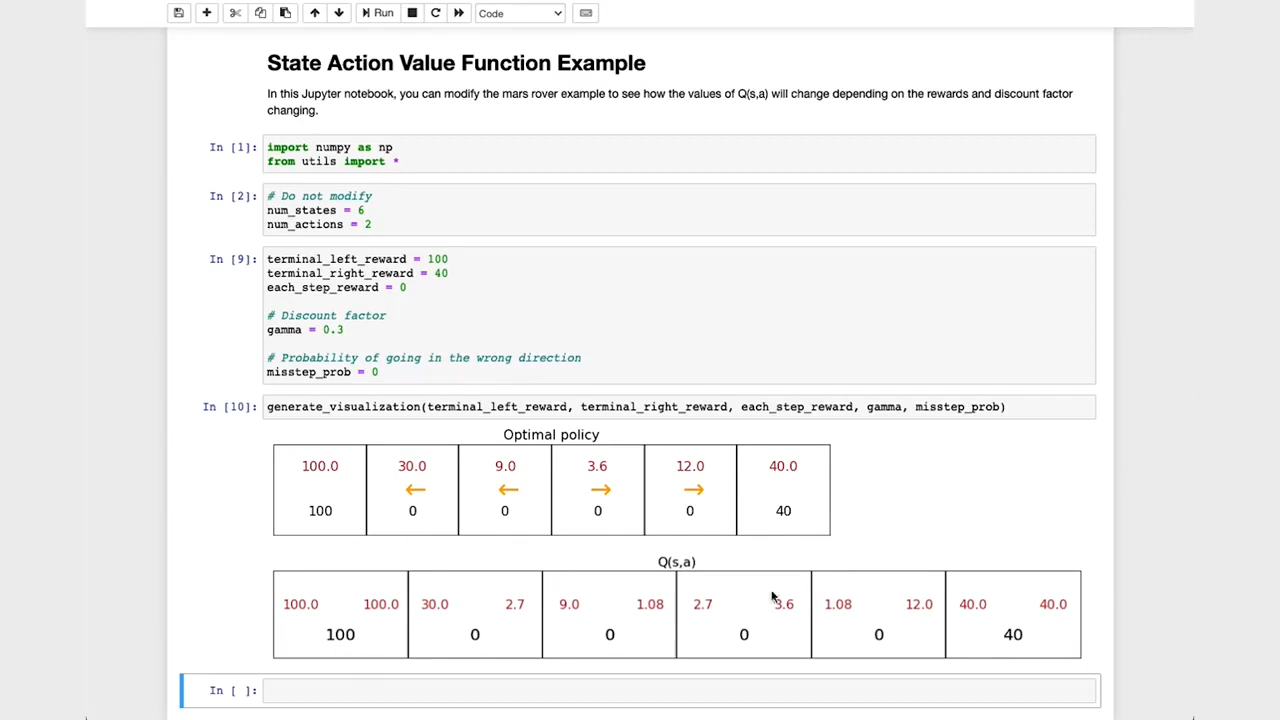 Run Code
State Action Value Function Example
In this Jupyter notebook, you can modify the mars rover example to see how the values of Q(s,a) will change depending on the rewards and discount factor
changing.
In [1]: import numpy as np
from utils import *
In [2]: # Do not modify
num_states = 6
num_actions = 2
In [9]: terminal_left_reward = 100
terminal_right_reward = 40
each_step_reward = 0
# Discount factor
gamma = 0.3
# Probability of going in the wrong direction
misstep_prob = 0
In [10]: generate_visualization(terminal_left_reward, terminal_right_reward, each_step_reward, gamma, misstep_prob)
Optimal policy
100.0 30.0 9.0 3.6 12.0 40.0
← ← → →
100 0 0 0 0 40
Q(s,a)
100.0 100.0 30.0 2.7 9.0 1.08 2.7 3.6 1.08 12.0 40.0 40.0
100 0 0 0 0 40
In [ ]: